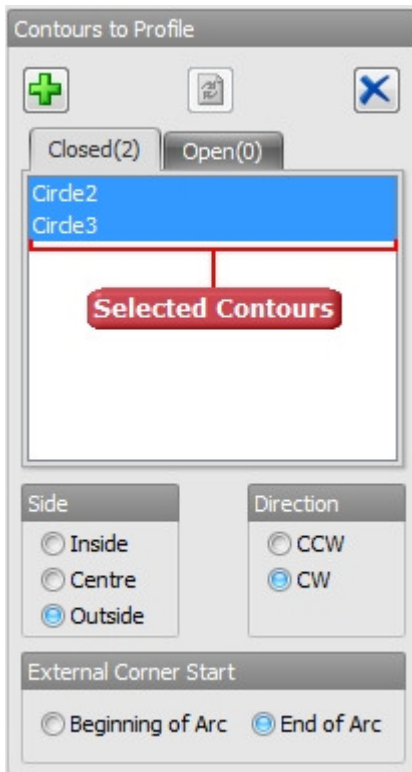 Contours to Profile
Closed(2) Open(0)
Circle2
Circle3
Selected Contours
Side Direction
Inside CCW
Centre CW
Outside
External Corner Start
Beginning of Arc End of Arc